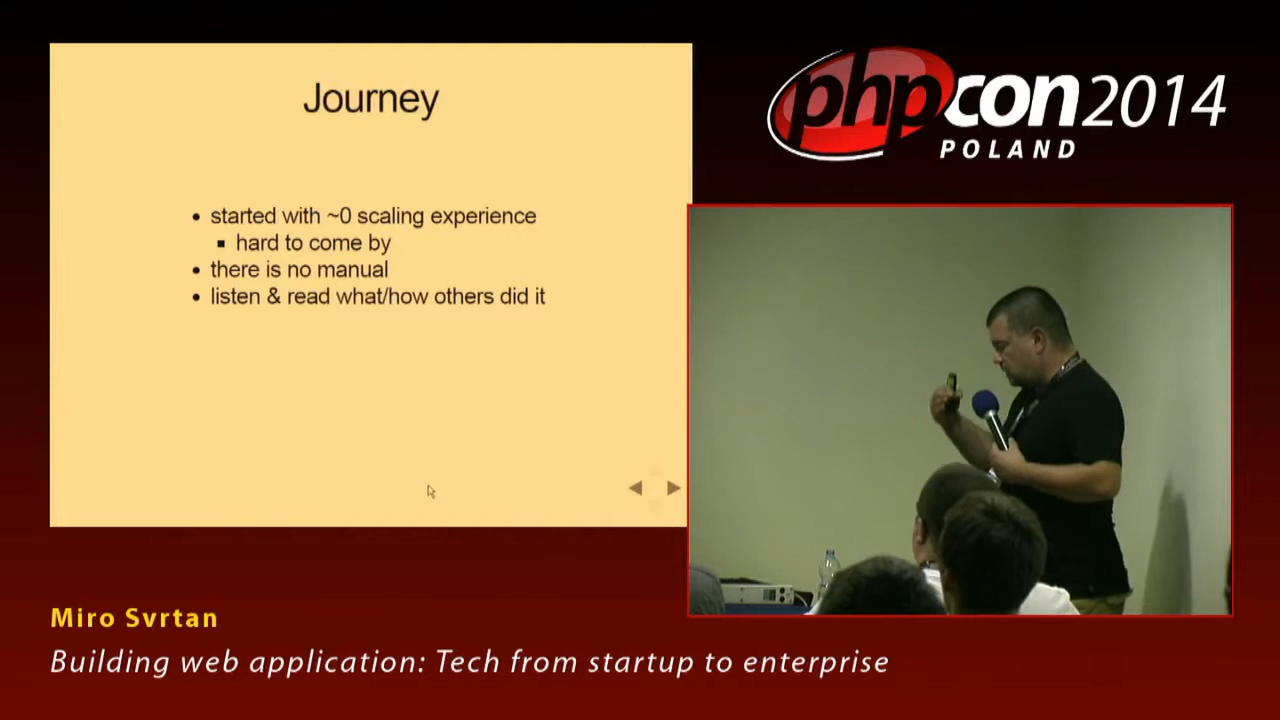 Journey
started with ~0 scaling experience
hard to come by
there is no manual
listen & read what/how others did it
phpcon 2014
POLAND
Miro Svrtan
Building web application: Tech from startup to enterprise